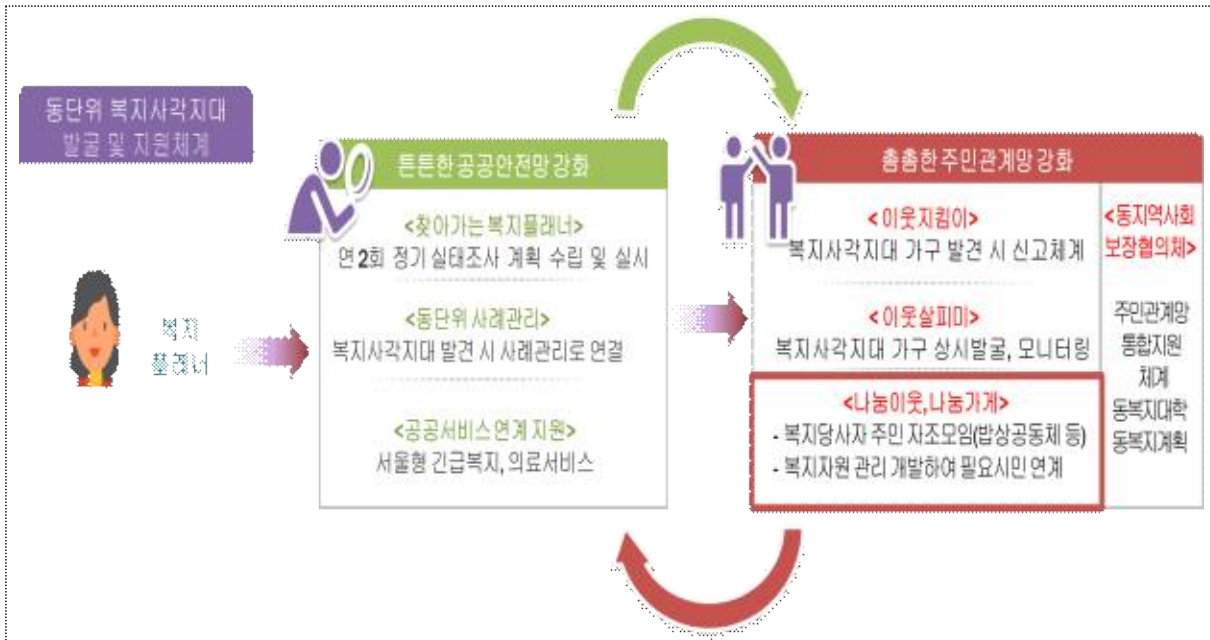 동단위 복지사각지대
발굴 및 지원체계
복지
플래너
튼튼한 공공안전망 강화
<찾아가는 복지플래너>
연 2회 정기 실태조사 계획 수립 및 실시
<동단위 사례관리>
복지사각지대 발견 시 사례관리로 연결
<공공서비스 연계 지원>
서울형 긴급복지, 의료서비스
촘촘한 주민관계망 강화
<이웃지킴이>
복지사각지대 가구 발견 시 신고체계
<이웃살피미>
복지사각지대 가구 상시발굴, 모니터링
<나눔이웃,나눔가게>
- 복지당사자 주민 자조모임(밥상공동체 등)
- 복지자원 관리 개발하여 필요시민 연계
<동지역사회
보장협의체>
주민관계망
통합지원
체계
동복지대학
동복지계획